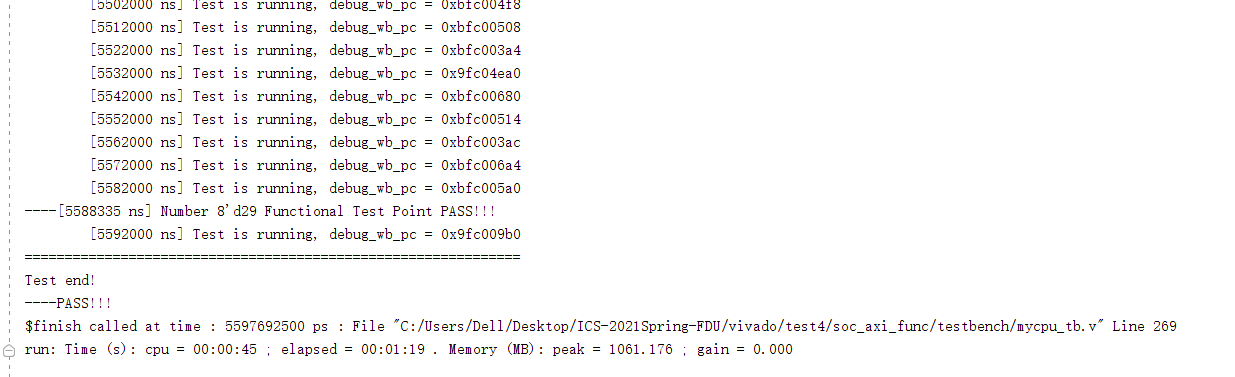 [5502000 ns] Test is running, debug_wb_pc = 0xbfc004f8
[5512000 ns] Test is running, debug_wb_pc = 0xbfc00508
[5522000 ns] Test is running, debug_wb_pc = 0xbfc003a4
[5532000 ns] Test is running, debug_wb_pc = 0x9fc04ea0
[5542000 ns] Test is running, debug_wb_pc = 0xbfc00680
[5552000 ns] Test is running, debug_wb_pc = 0xbfc00514
[5562000 ns] Test is running, debug_wb_pc = 0xbfc003ac
[5572000 ns] Test is running, debug_wb_pc = 0xbfc006a4
[5582000 ns] Test is running, debug_wb_pc = 0xbfc005a0
----[5588335 ns] Number 8'd29 Functional Test Point PASS!!!
[5592000 ns] Test is running, debug_wb_pc = 0x9fc009b0
==============================================================
Test end!
----PASS!!!
$finish called at time : 5597692500 ps : File "C:/Users/Dell/Desktop/ICS-2021Spring-FDU/vivado/test4/soc_axi_func/testbench/mycpu_tb.v" Line 269
run: Time (s): cpu = 00:00:45 ; elapsed = 00:01:19 . Memory (MB): peak = 1061.176 ; gain = 0.000